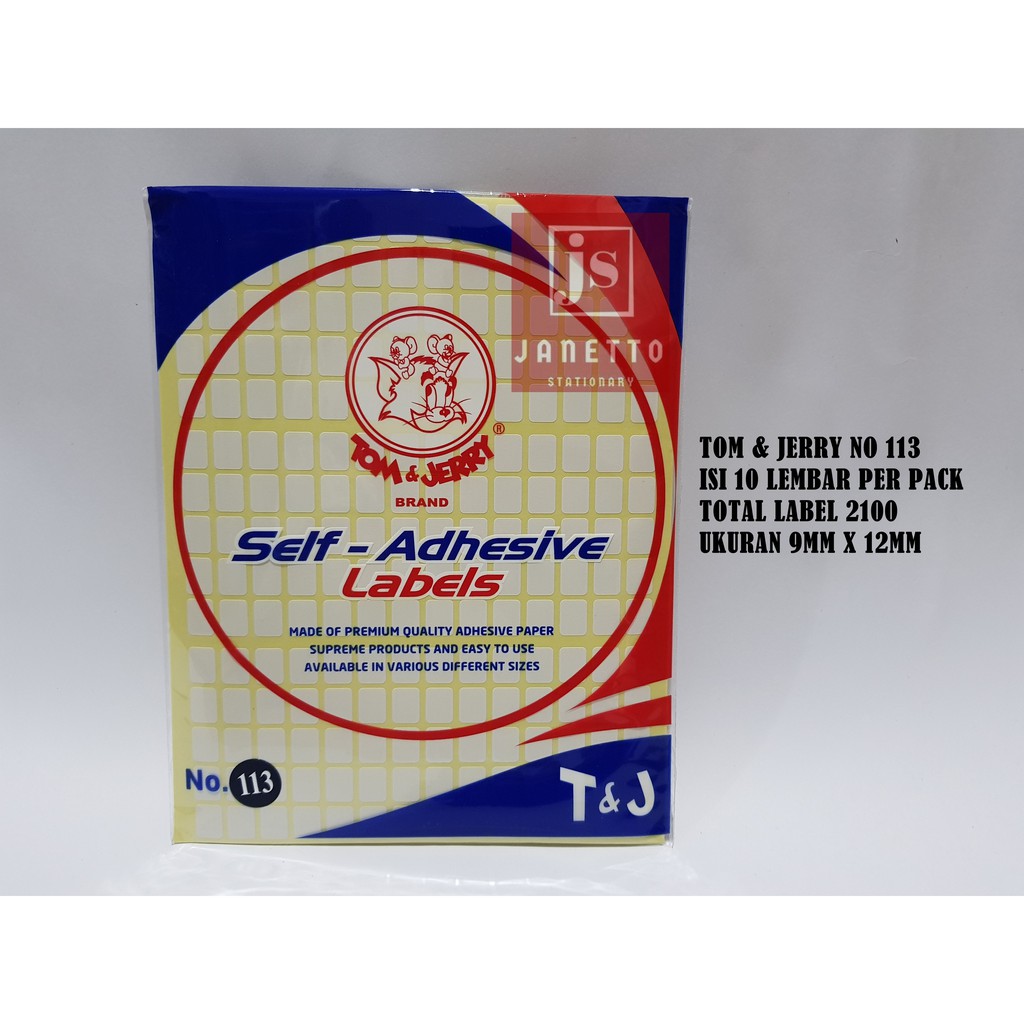 js
JANETTO
STATIONARY
TOM & JERRY
®
BRAND
Self - Adhesive
Labels
MADE OF PREMIUM QUALITY ADHESIVE PAPER
SUPREME PRODUCTS AND EASY TO USE
AVAILABLE IN VARIOUS DIFFERENT SIZES
No. 113
T&J
TOM & JERRY NO 113
ISI 10 LEMBAR PER PACK
TOTAL LABEL 2100
UKURAN 9MM X 12MM